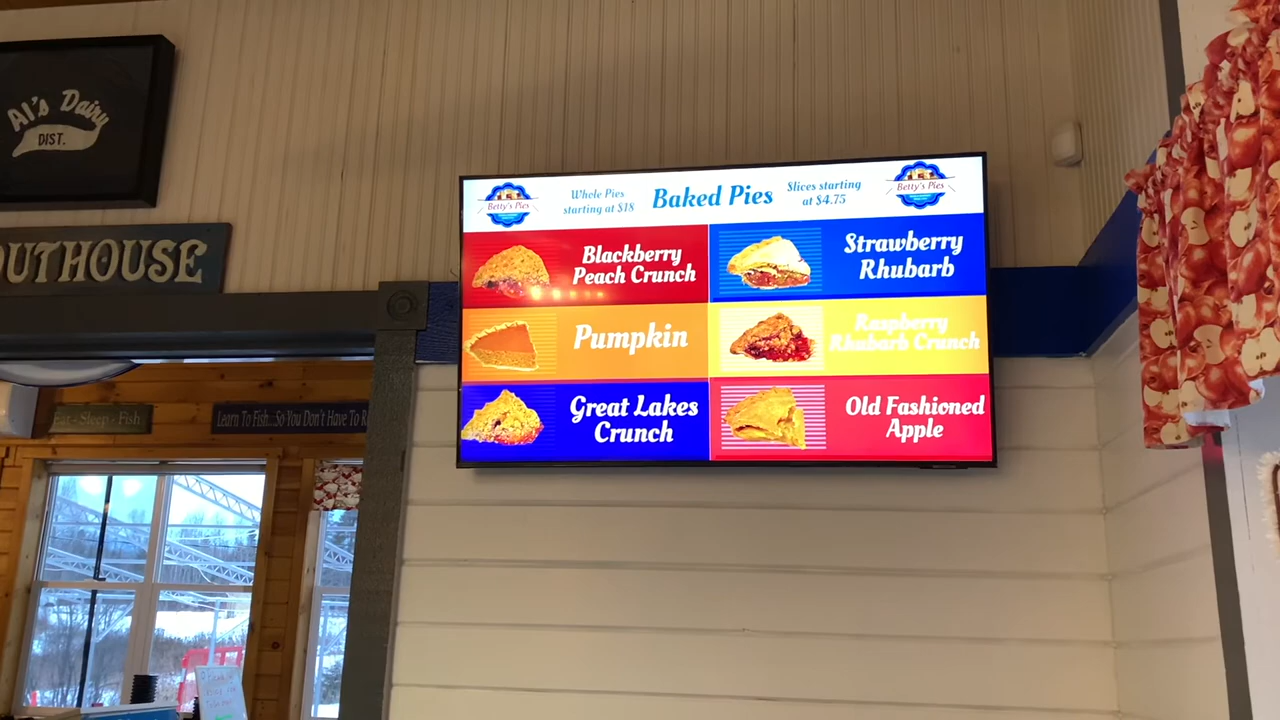 Al's Dairy
DIST.
OUTHOUSE
Eat - Sleep - Fish
Learn To Fish...So You Don't Have To R
Betty's Pies
Whole Pies
starting at $18
Baked Pies
Slices starting
at $4.75
Betty's Pies
Blackberry
Peach Crunch
Strawberry
Rhubarb
Pumpkin
Raspberry
Rhubarb Crunch
Great Lakes
Crunch
Old Fashioned
Apple